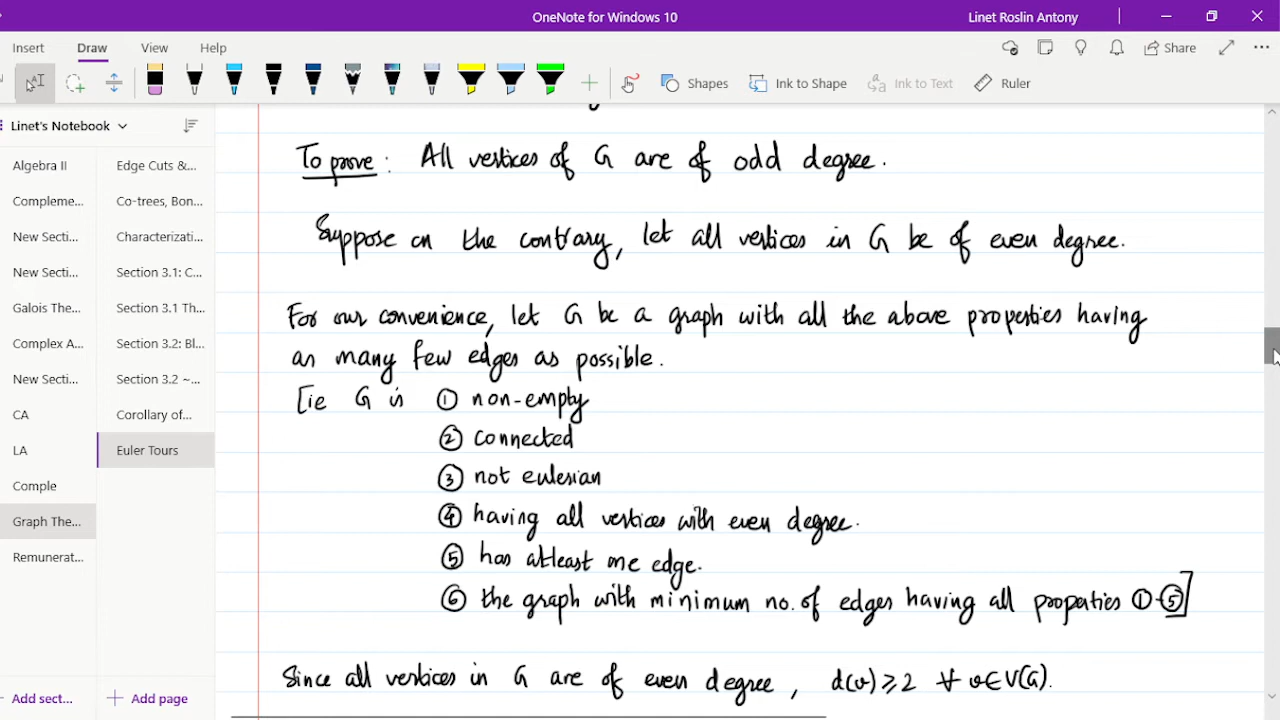 OneNote for Windows 10
Linet Roslin Antony
Insert
Draw
View
Help
Share
Shapes
Ink to Shape
Ink to Text
Ruler
Linet's Notebook
Algebra II
Compleme...
New Secti...
New Secti...
Galois The...
Complex A...
New Secti...
CA
LA
Comple
Graph The...
Remunerat...
Add sect...
Edge Cuts &...
Co-trees, Bon...
Characterizati...
Section 3.1: C...
Section 3.1 Th...
Section 3.2: Bl...
Section 3.2 ~...
Corollary of...
Euler Tours
Add page
To prove : All vertices of G are of odd degree.
Suppose on the contrary, let all vertices in G be of even degree.
For our convenience, let G be a graph with all the above properties having
as many few edges as possible.
[ie G is ① non-empty
② connected
③ not eulerian
④ having all vertices with even degree.
⑤ has atleast one edge.
⑥ the graph with minimum no. of edges having all properties ①-⑤]
Since all vertices in G are of even degree, d(v) ⩾ 2 ∀ v ∈ V(G).